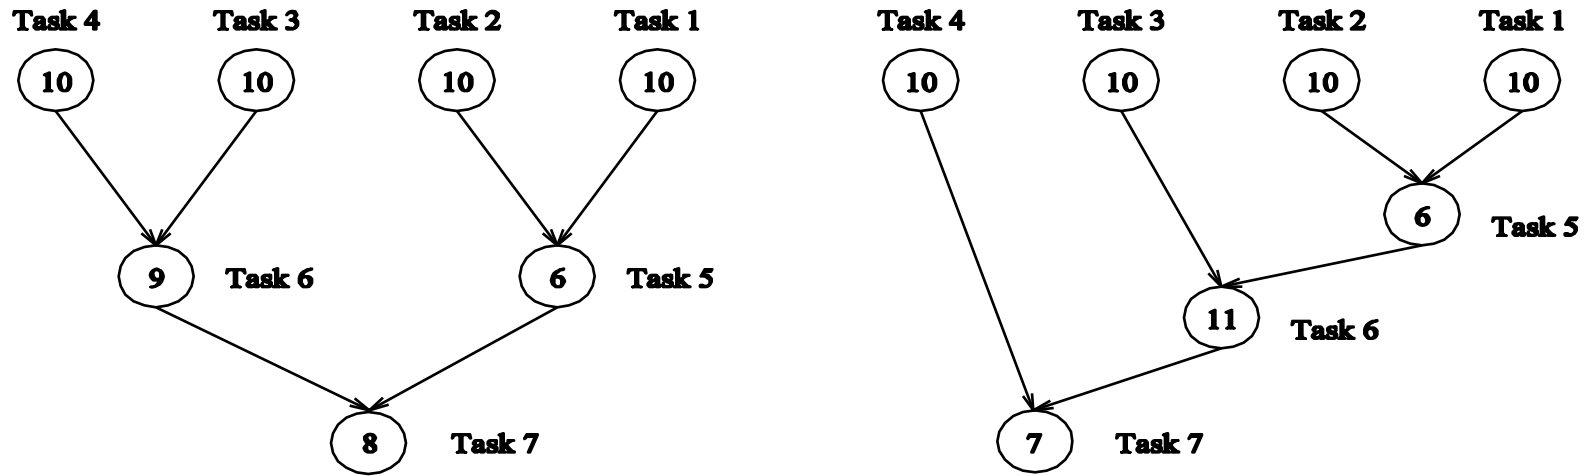 Task 4 Task 3 Task 2 Task 1
10 10 10 10
9 Task 6 6 Task 5
8 Task 7
Task 4 Task 3 Task 2 Task 1
10 10 10 10
6 Task 5
11 Task 6
7 Task 7